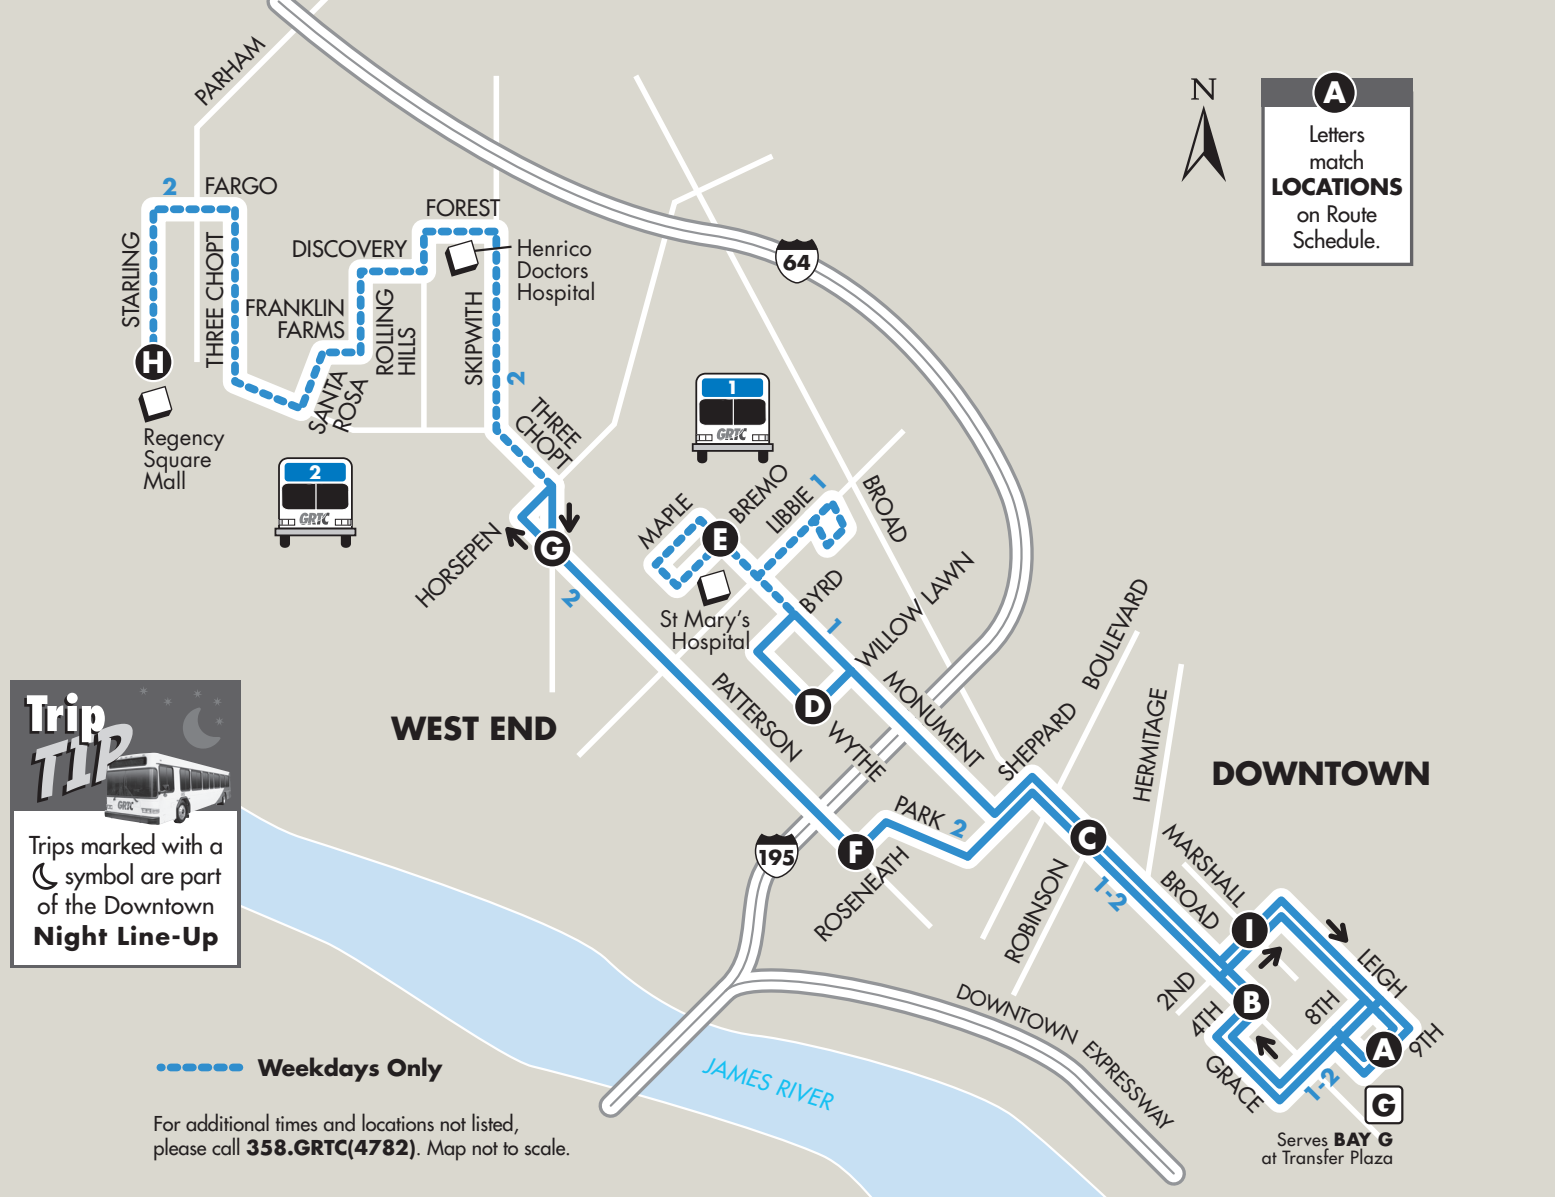 PARHAM
N
A
Letters
match
LOCATIONS
on Route
Schedule.
2
FARGO
FOREST
DISCOVERY
Henrico
Doctors
Hospital
64
STARLING
THREE CHOPT
FRANKLIN
FARMS
ROLLING
HILLS
SKIPWITH
2
H
SANTA
ROSA
THREE
CHOPT
Regency
Square
Mall
1
GRTC
2
GRTC
MAPLE
BREMO
LIBBIE
1
BROAD
E
G
HORSEPEN
2
BYRD
1
WILLOW LAWN
St Mary's
Hospital
BOULEVARD
PATTERSON
D
WYTHE
MONUMENT
SHEPPARD
HERMITAGE
WEST END
DOWNTOWN
Trip
TIP
GRTC
Trips marked with a
symbol are part
of the Downtown
Night Line-Up
PARK
2
F
195
ROSENEATH
C
1-2
ROBINSON
MARSHALL
BROAD
I
LEIGH
2ND
B
4TH
8TH
9TH
A
GRACE
1-2
G
Serves BAY G
at Transfer Plaza
DOWNTOWN EXPRESSWAY
JAMES RIVER
Weekdays Only
For additional times and locations not listed,
please call 358.GRTC(4782). Map not to scale.